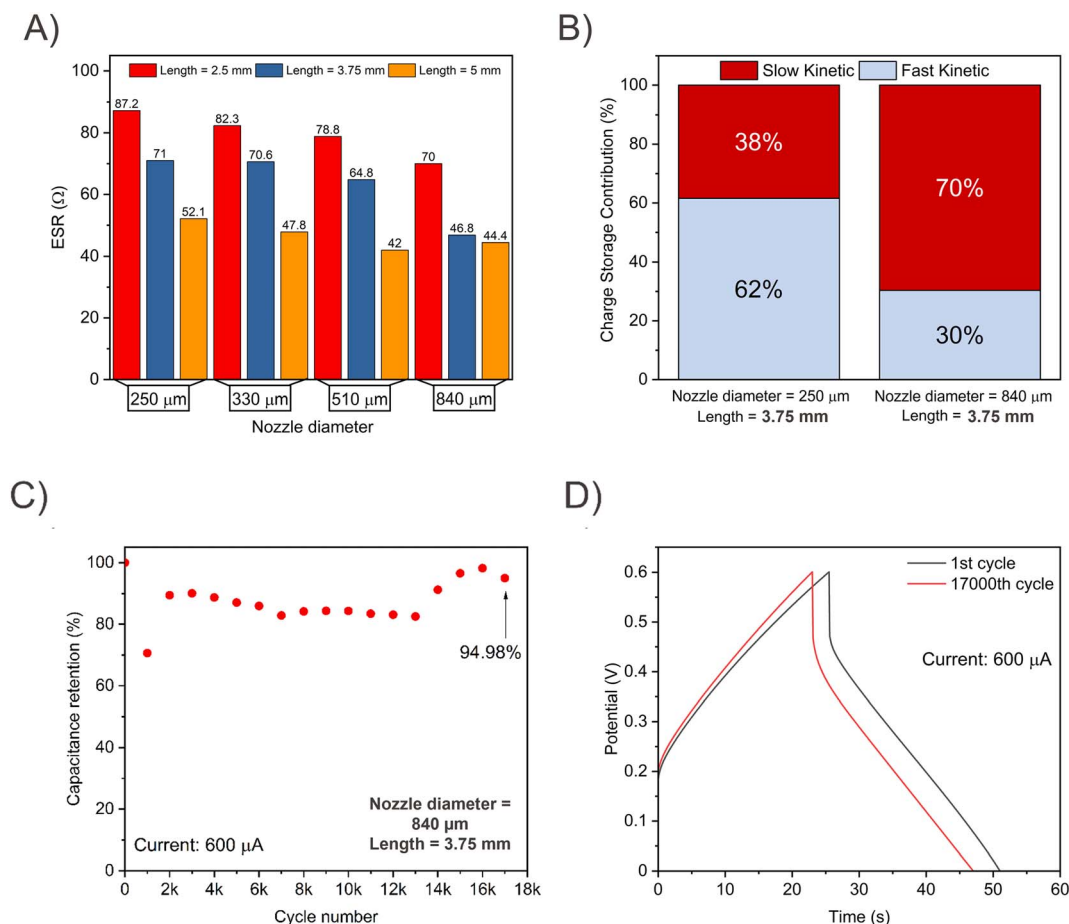 A)
Length = 2.5 mm Length = 3.75 mm Length = 5 mm
100
80
60
40
20
0
ESR (Ω)
87.2
71
52.1
82.3
70.6
47.8
78.8
64.8
42
70
46.8
44.4
250 μm 330 μm 510 μm 840 μm
Nozzle diameter
B)
Slow Kinetic Fast Kinetic
100
80
60
40
20
0
Charge Storage Contribution (%)
38%
62%
70%
30%
Nozzle diameter = 250 μm
Length = 3.75 mm
Nozzle diameter = 840 μm
Length = 3.75 mm
C)
100
80
60
40
20
0
Capacitance retention (%)
94.98%
Nozzle diameter =
840 μm
Length = 3.75 mm
Current: 600 μA
0 2k 4k 6k 8k 10k 12k 14k 16k 18k
Cycle number
D)
1st cycle
17000th cycle
0.6
0.5
0.4
0.3
0.2
0.1
0
Potential (V)
Current: 600 μA
0 10 20 30 40 50 60
Time (s)